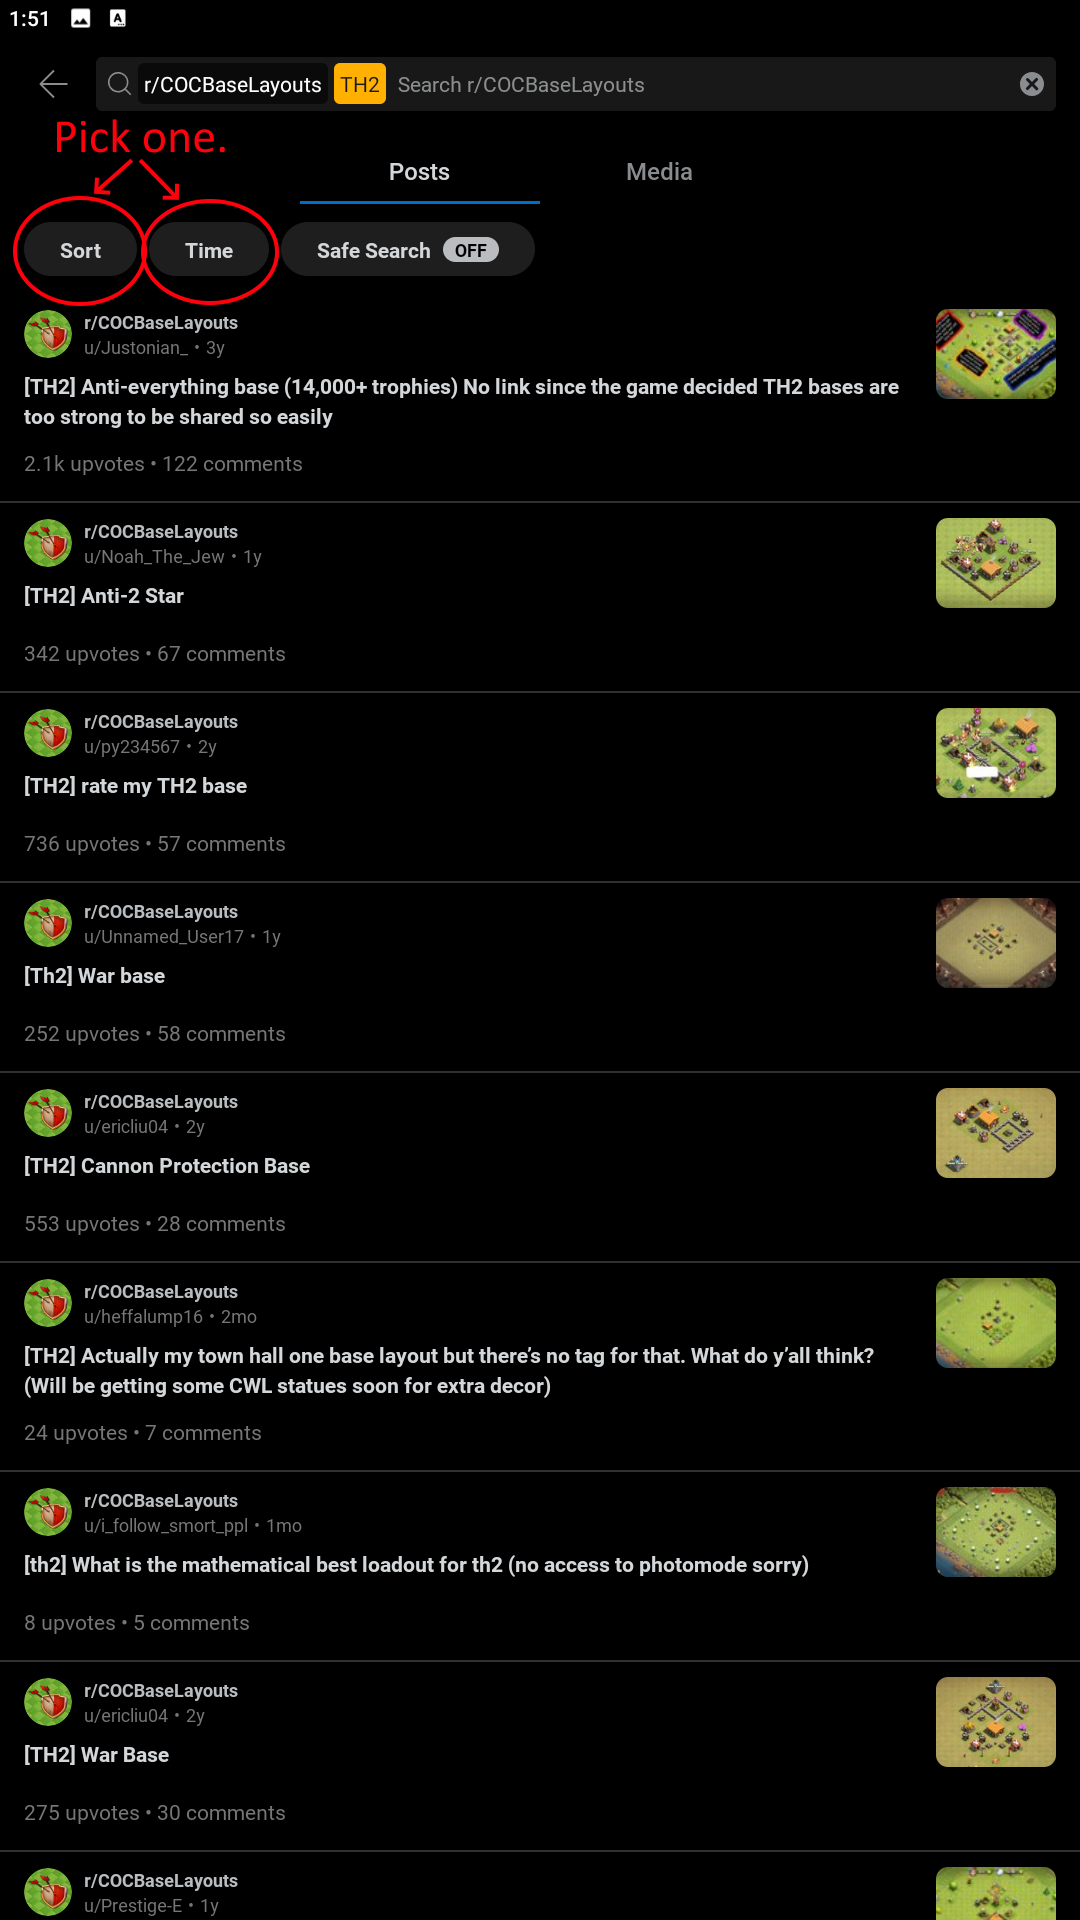 1:51
A
r/COCBaseLayouts TH2 Search r/COCBaseLayouts
Pick one.
Posts Media
Sort Time Safe Search OFF
r/COCBaseLayouts
u/Justonian_ • 3y
[TH2] Anti-everything base (14,000+ trophies) No link since the game decided TH2 bases are
too strong to be shared so easily
2.1k upvotes • 122 comments
r/COCBaseLayouts
u/Noah_The_Jew • 1y
[TH2] Anti-2 Star
342 upvotes • 67 comments
r/COCBaseLayouts
u/py234567 • 2y
[TH2] rate my TH2 base
736 upvotes • 57 comments
r/COCBaseLayouts
u/Unnamed_User17 • 1y
[Th2] War base
252 upvotes • 58 comments
r/COCBaseLayouts
u/ericliu04 • 2y
[TH2] Cannon Protection Base
553 upvotes • 28 comments
r/COCBaseLayouts
u/heffalump16 • 2mo
[TH2] Actually my town hall one base layout but there’s no tag for that. What do y’all think?
(Will be getting some CWL statues soon for extra decor)
24 upvotes • 7 comments
r/COCBaseLayouts
u/i_follow_smort_ppl • 1mo
[th2] What is the mathematical best loadout for th2 (no access to photomode sorry)
8 upvotes • 5 comments
r/COCBaseLayouts
u/ericliu04 • 2y
[TH2] War Base
275 upvotes • 30 comments
r/COCBaseLayouts
u/Prestige-E • 1y